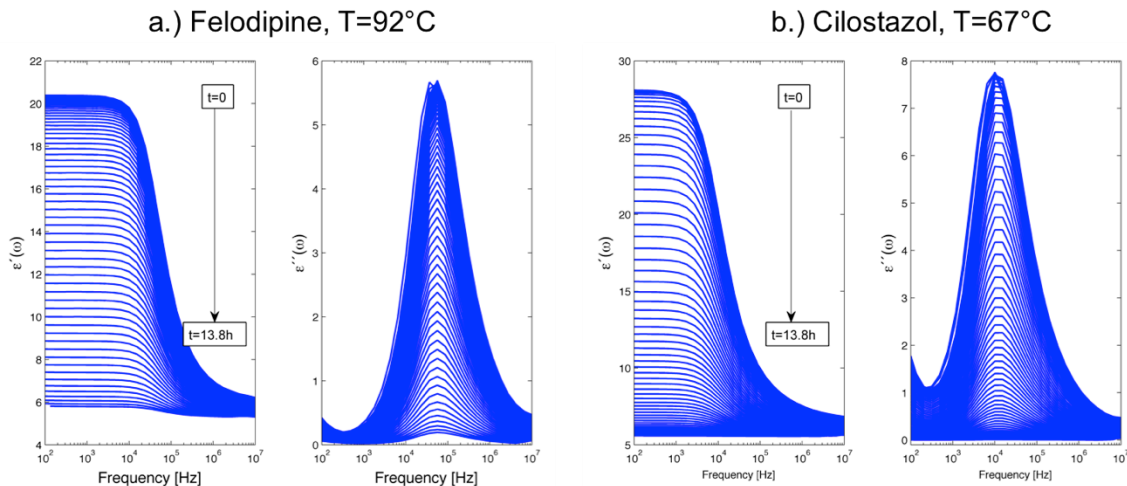 a.) Felodipine, T=92°C
b.) Cilostazol, T=67°C
22
20
18
16
14
12
10
8
6
4
ε´(ω)
t=0
t=13.8h
10² 10³ 10⁴ 10⁵ 10⁶ 10⁷
Frequency [Hz]
6
5
4
3
2
1
0
ε´´(ω)
10² 10³ 10⁴ 10⁵ 10⁶ 10⁷
Frequency [Hz]
30
25
20
15
10
5
ε´(ω)
t=0
t=13.8h
10² 10³ 10⁴ 10⁵ 10⁶ 10⁷
Frequency [Hz]
8
7
6
5
4
3
2
1
0
ε´´(ω)
10² 10³ 10⁴ 10⁵ 10⁶ 10⁷
Frequency [Hz]